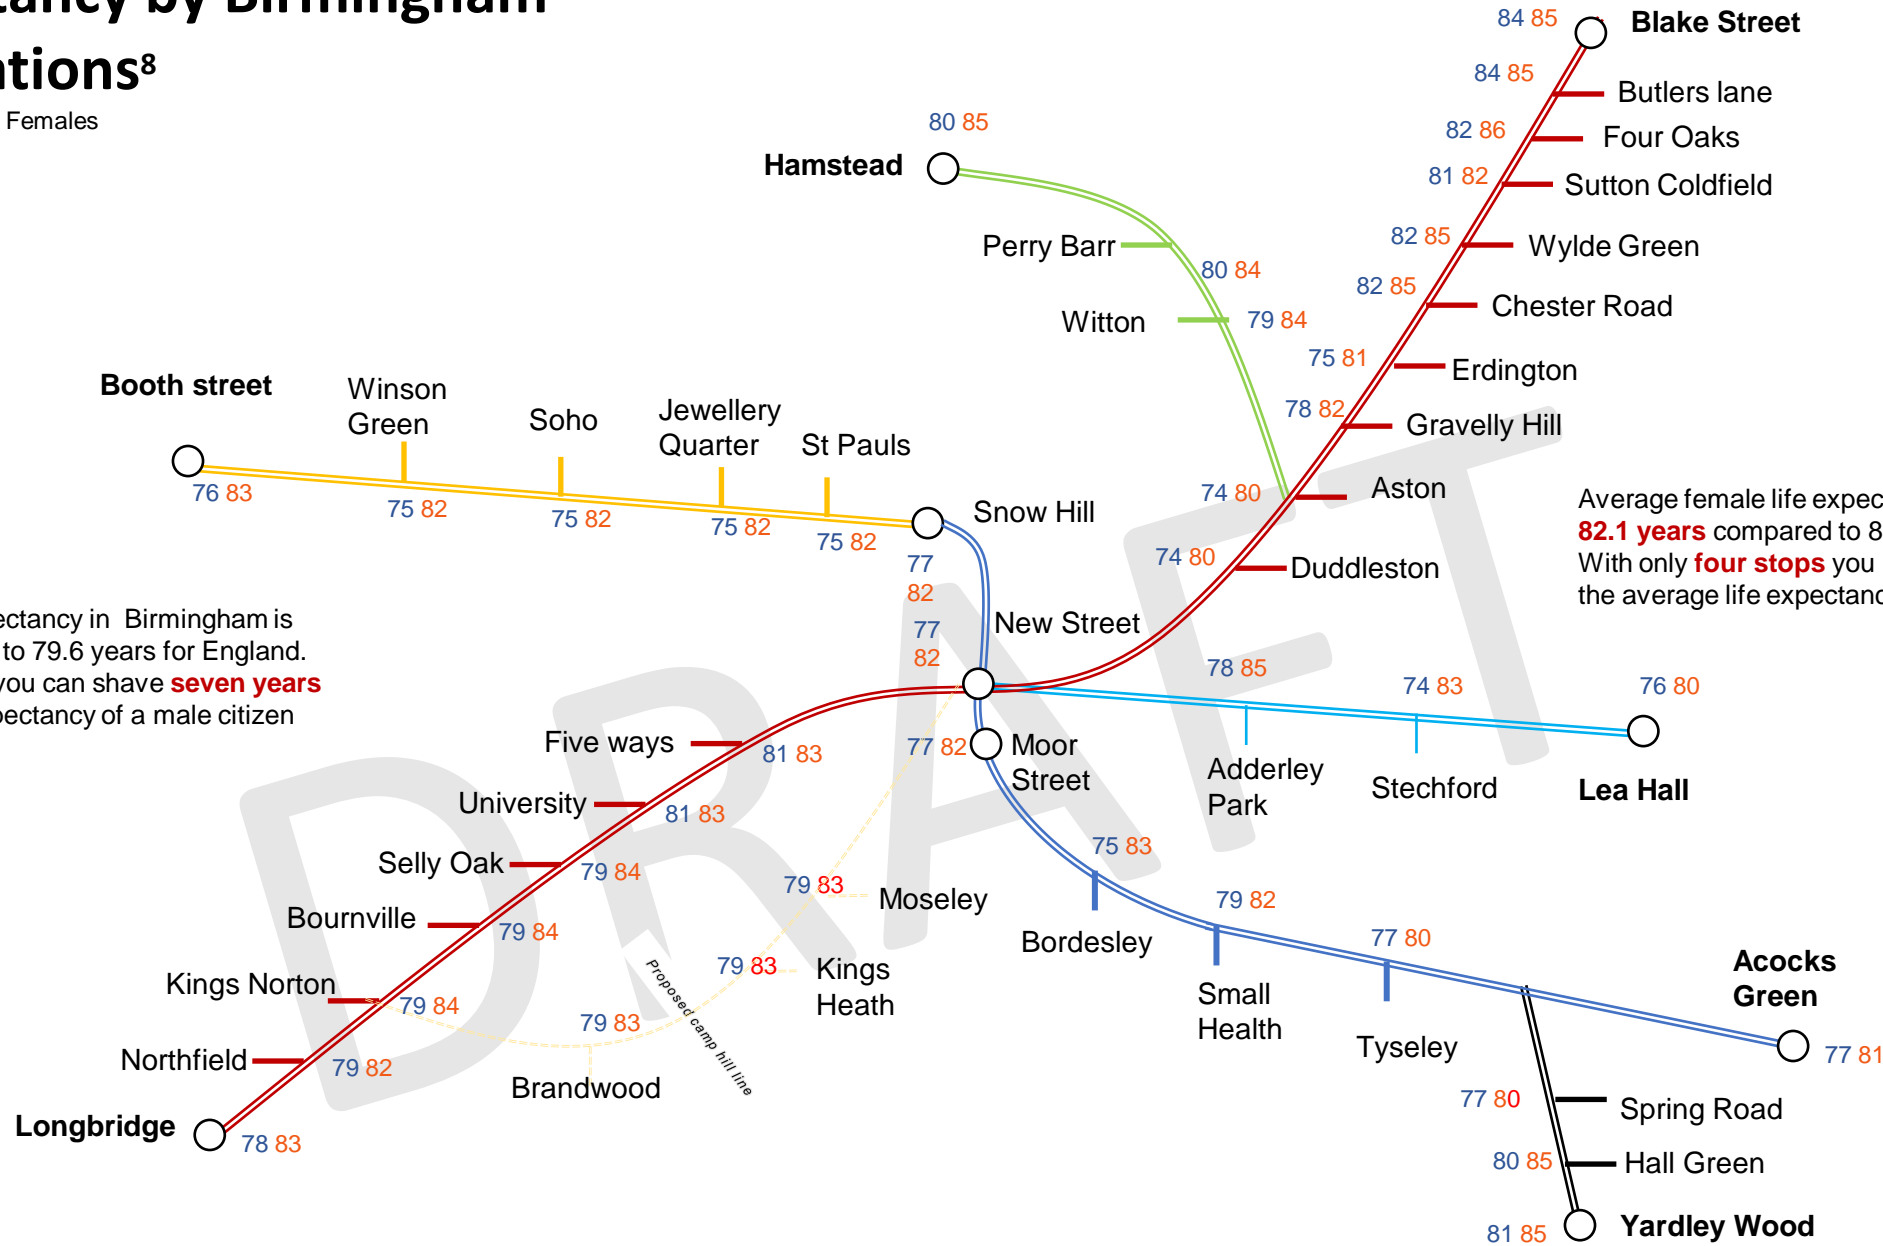 tancy by Birmingham
ations⁸
Females
84 85
Blake Street
84 85
Butlers lane
82 86
Four Oaks
81 82
Sutton Coldfield
82 85
Wylde Green
82 85
Chester Road
75 81
Erdington
78 82
Gravelly Hill
74 80
Aston
74 80
Duddleston
80 85
Hamstead
Perry Barr
80 84
Witton
79 84
Booth street
76 83
Winson
Green
75 82
Soho
75 82
Jewellery
Quarter
75 82
St Pauls
75 82
Snow Hill
77
82
New Street
77
82
Average female life expec
82.1 years compared to 8
With only four stops you
the average life expectanc
ectancy in Birmingham is
to 79.6 years for England.
you can shave seven years
pectancy of a male citizen
78 85
Adderley
Park
74 83
Stechford
76 80
Lea Hall
Five ways
81 83
77 82
Moor
Street
University
81 83
Selly Oak
79 84
Bournville
79 84
Kings Norton
79 84
Northfield
79 82
Longbridge
78 83
79 83
Moseley
79 83
Kings
Heath
79 83
Brandwood
Proposed camp hill line
75 83
Bordesley
79 82
Small
Health
77 80
Tyseley
Acocks
Green
77 81
77 80
Spring Road
80 85
Hall Green
81 85
Yardley Wood
DRAFT